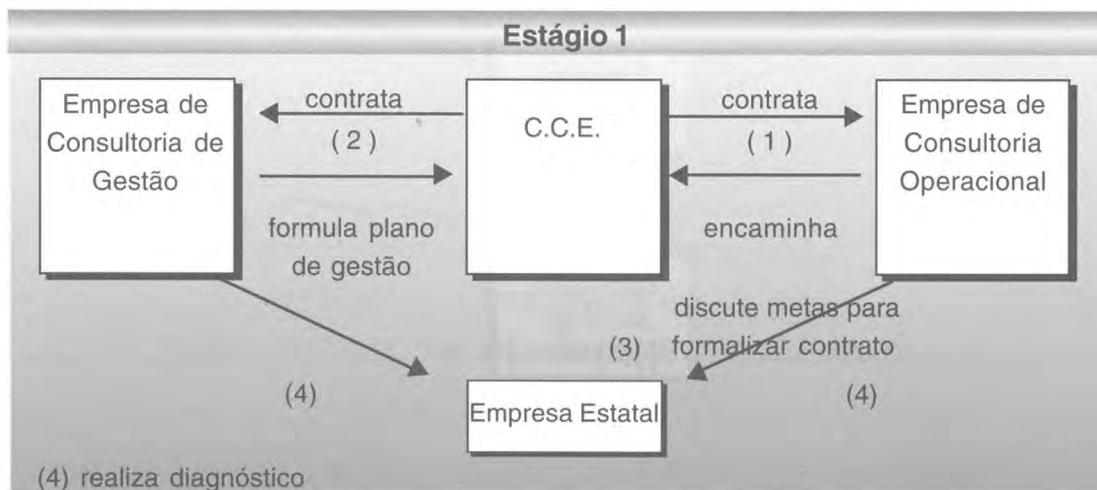 Estágio 1
Empresa de
Consultoria de
Gestão
contrata
( 2 )
formula plano
de gestão
C.C.E.
contrata
( 1 )
encaminha
Empresa de
Consultoria
Operacional
discute metas para
(3) formalizar contrato
(4)
Empresa Estatal
(4)
(4) realiza diagnóstico